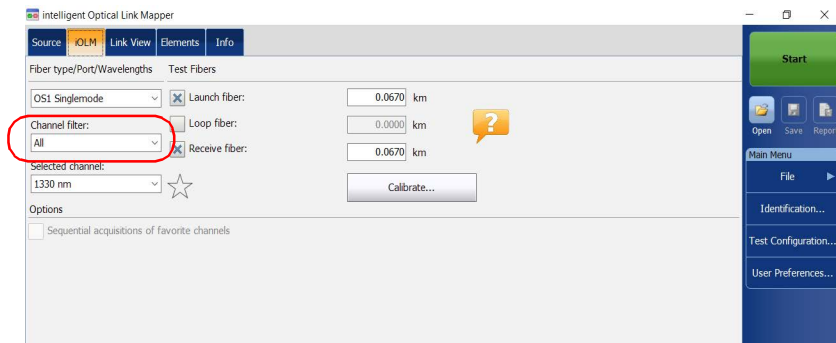 intelligent Optical Link Mapper
Source iOLM Link View Elements Info
Fiber type/Port/Wavelengths Test Fibers
OS1 Singlemode
Launch fiber: 0.0670 km
Channel filter:
Loop fiber: 0.0000 km
All
Receive fiber: 0.0670 km
Selected channel:
1330 nm
Calibrate...
Options
Sequential acquisitions of favorite channels
?
Start
Open Save Repor
Main Menu
File
Identification...
Test Configuration...
User Preferences...